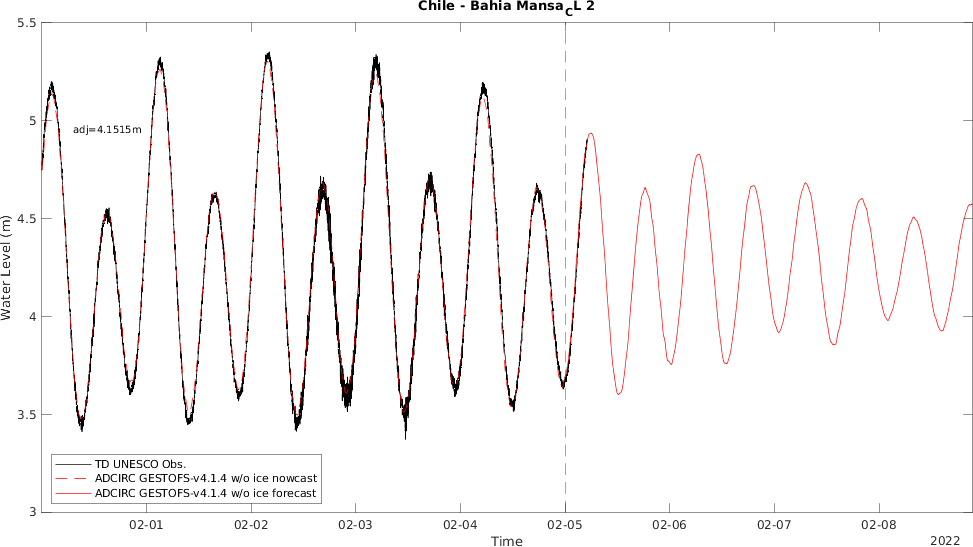 Chile - Bahia Mansa_CL 2
5.5
5
4.5
4
3.5
3
Water Level (m)
adj=4.1515m
TD UNESCO Obs.
ADCIRC GESTOFS-v4.1.4 w/o ice nowcast
ADCIRC GESTOFS-v4.1.4 w/o ice forecast
02-01 02-02 02-03 02-04 02-05 02-06 02-07 02-08
Time
2022